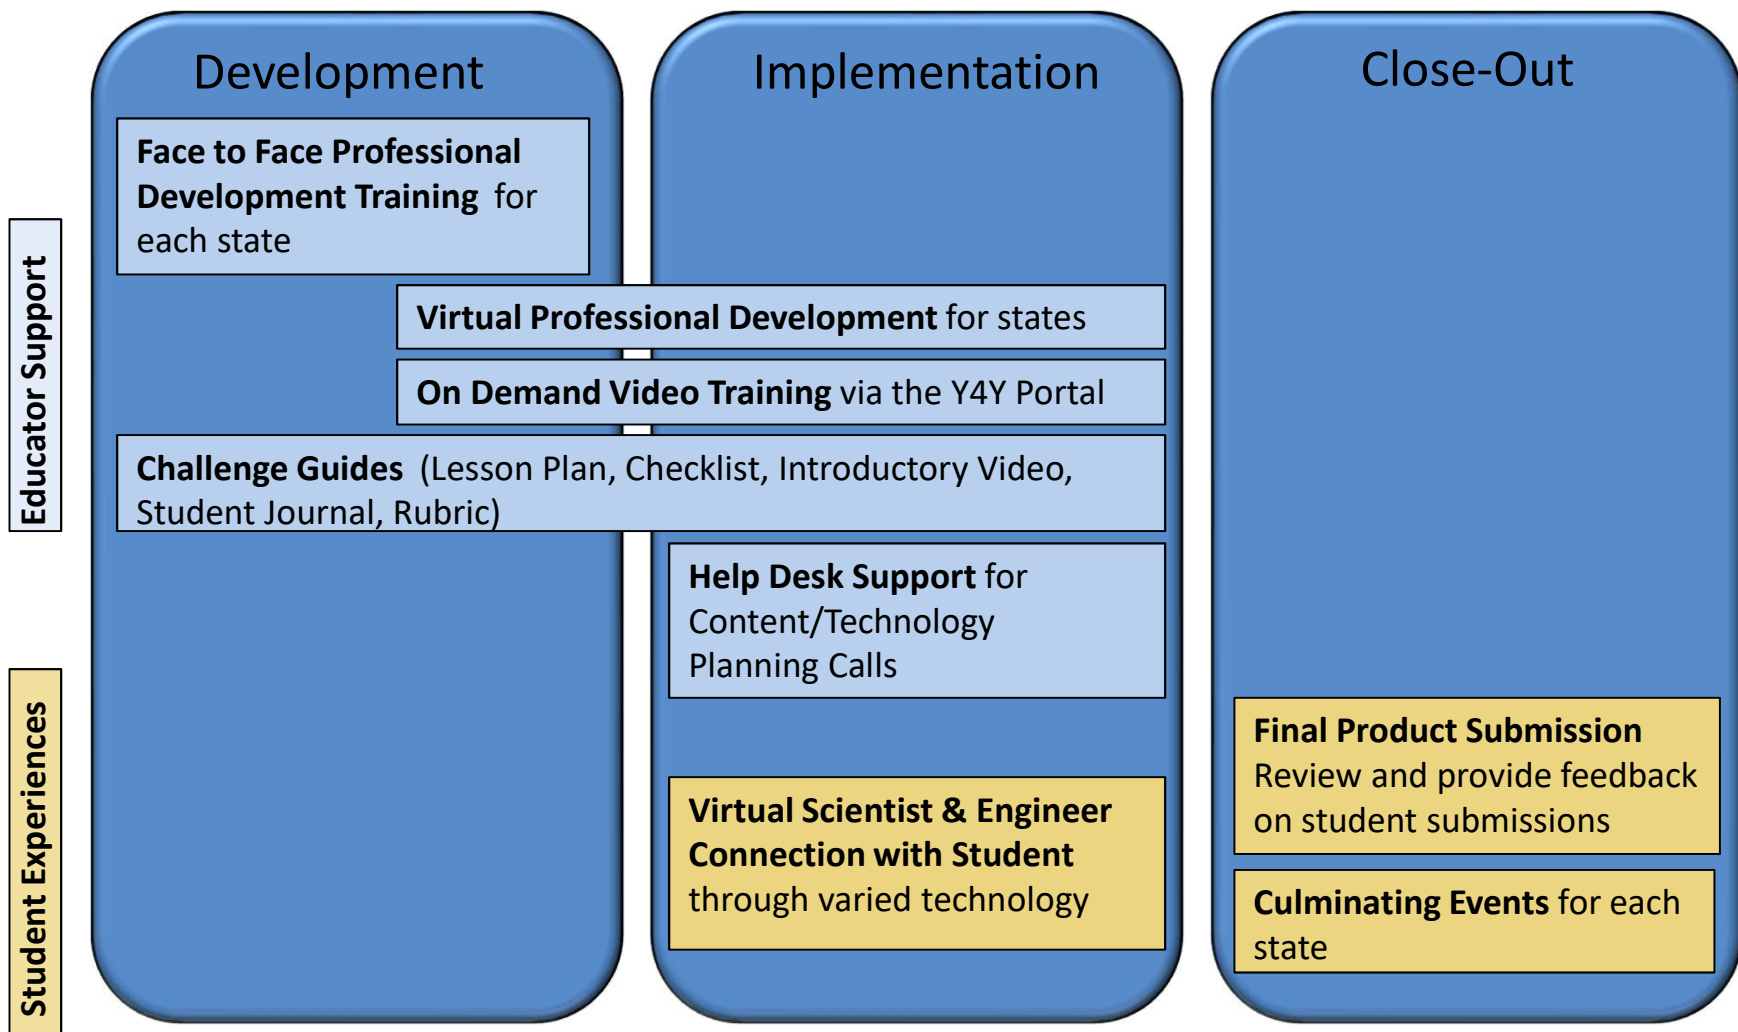 Development
Implementation
Close-Out
Educator Support
Student Experiences
Face to Face Professional
Development Training for
each state
Virtual Professional Development for states
On Demand Video Training via the Y4Y Portal
Challenge Guides (Lesson Plan, Checklist, Introductory Video,
Student Journal, Rubric)
Help Desk Support for
Content/Technology
Planning Calls
Virtual Scientist & Engineer
Connection with Student
through varied technology
Final Product Submission
Review and provide feedback
on student submissions
Culminating Events for each
state